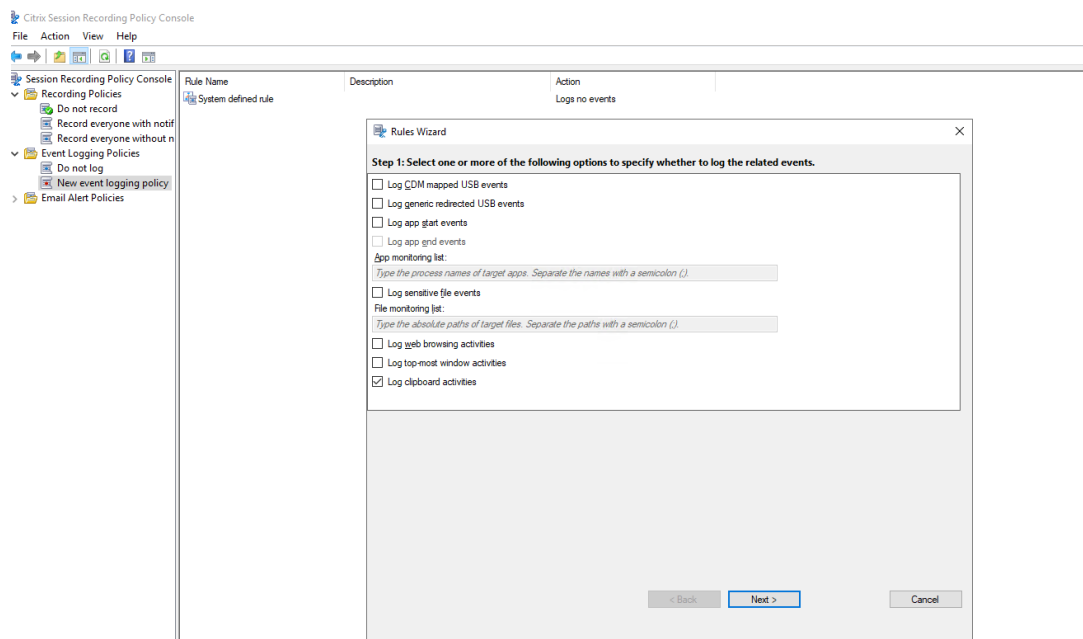 Citrix Session Recording Policy Console
File Action View Help
Session Recording Policy Console
Recording Policies
Do not record
Record everyone with notif
Record everyone without n
Event Logging Policies
Do not log
New event logging policy
Email Alert Policies
Rule Name Description Action
System defined rule Logs no events
Rules Wizard
Step 1: Select one or more of the following options to specify whether to log the related events.
Log CDM mapped USB events
Log generic redirected USB events
Log app start events
Log app end events
App monitoring list:
Type the process names of target apps. Separate the names with a semicolon (;).
Log sensitive file events
File monitoring list:
Type the absolute paths of target files. Separate the paths with a semicolon (;).
Log web browsing activities
Log top-most window activities
Log clipboard activities
< Back Next > Cancel